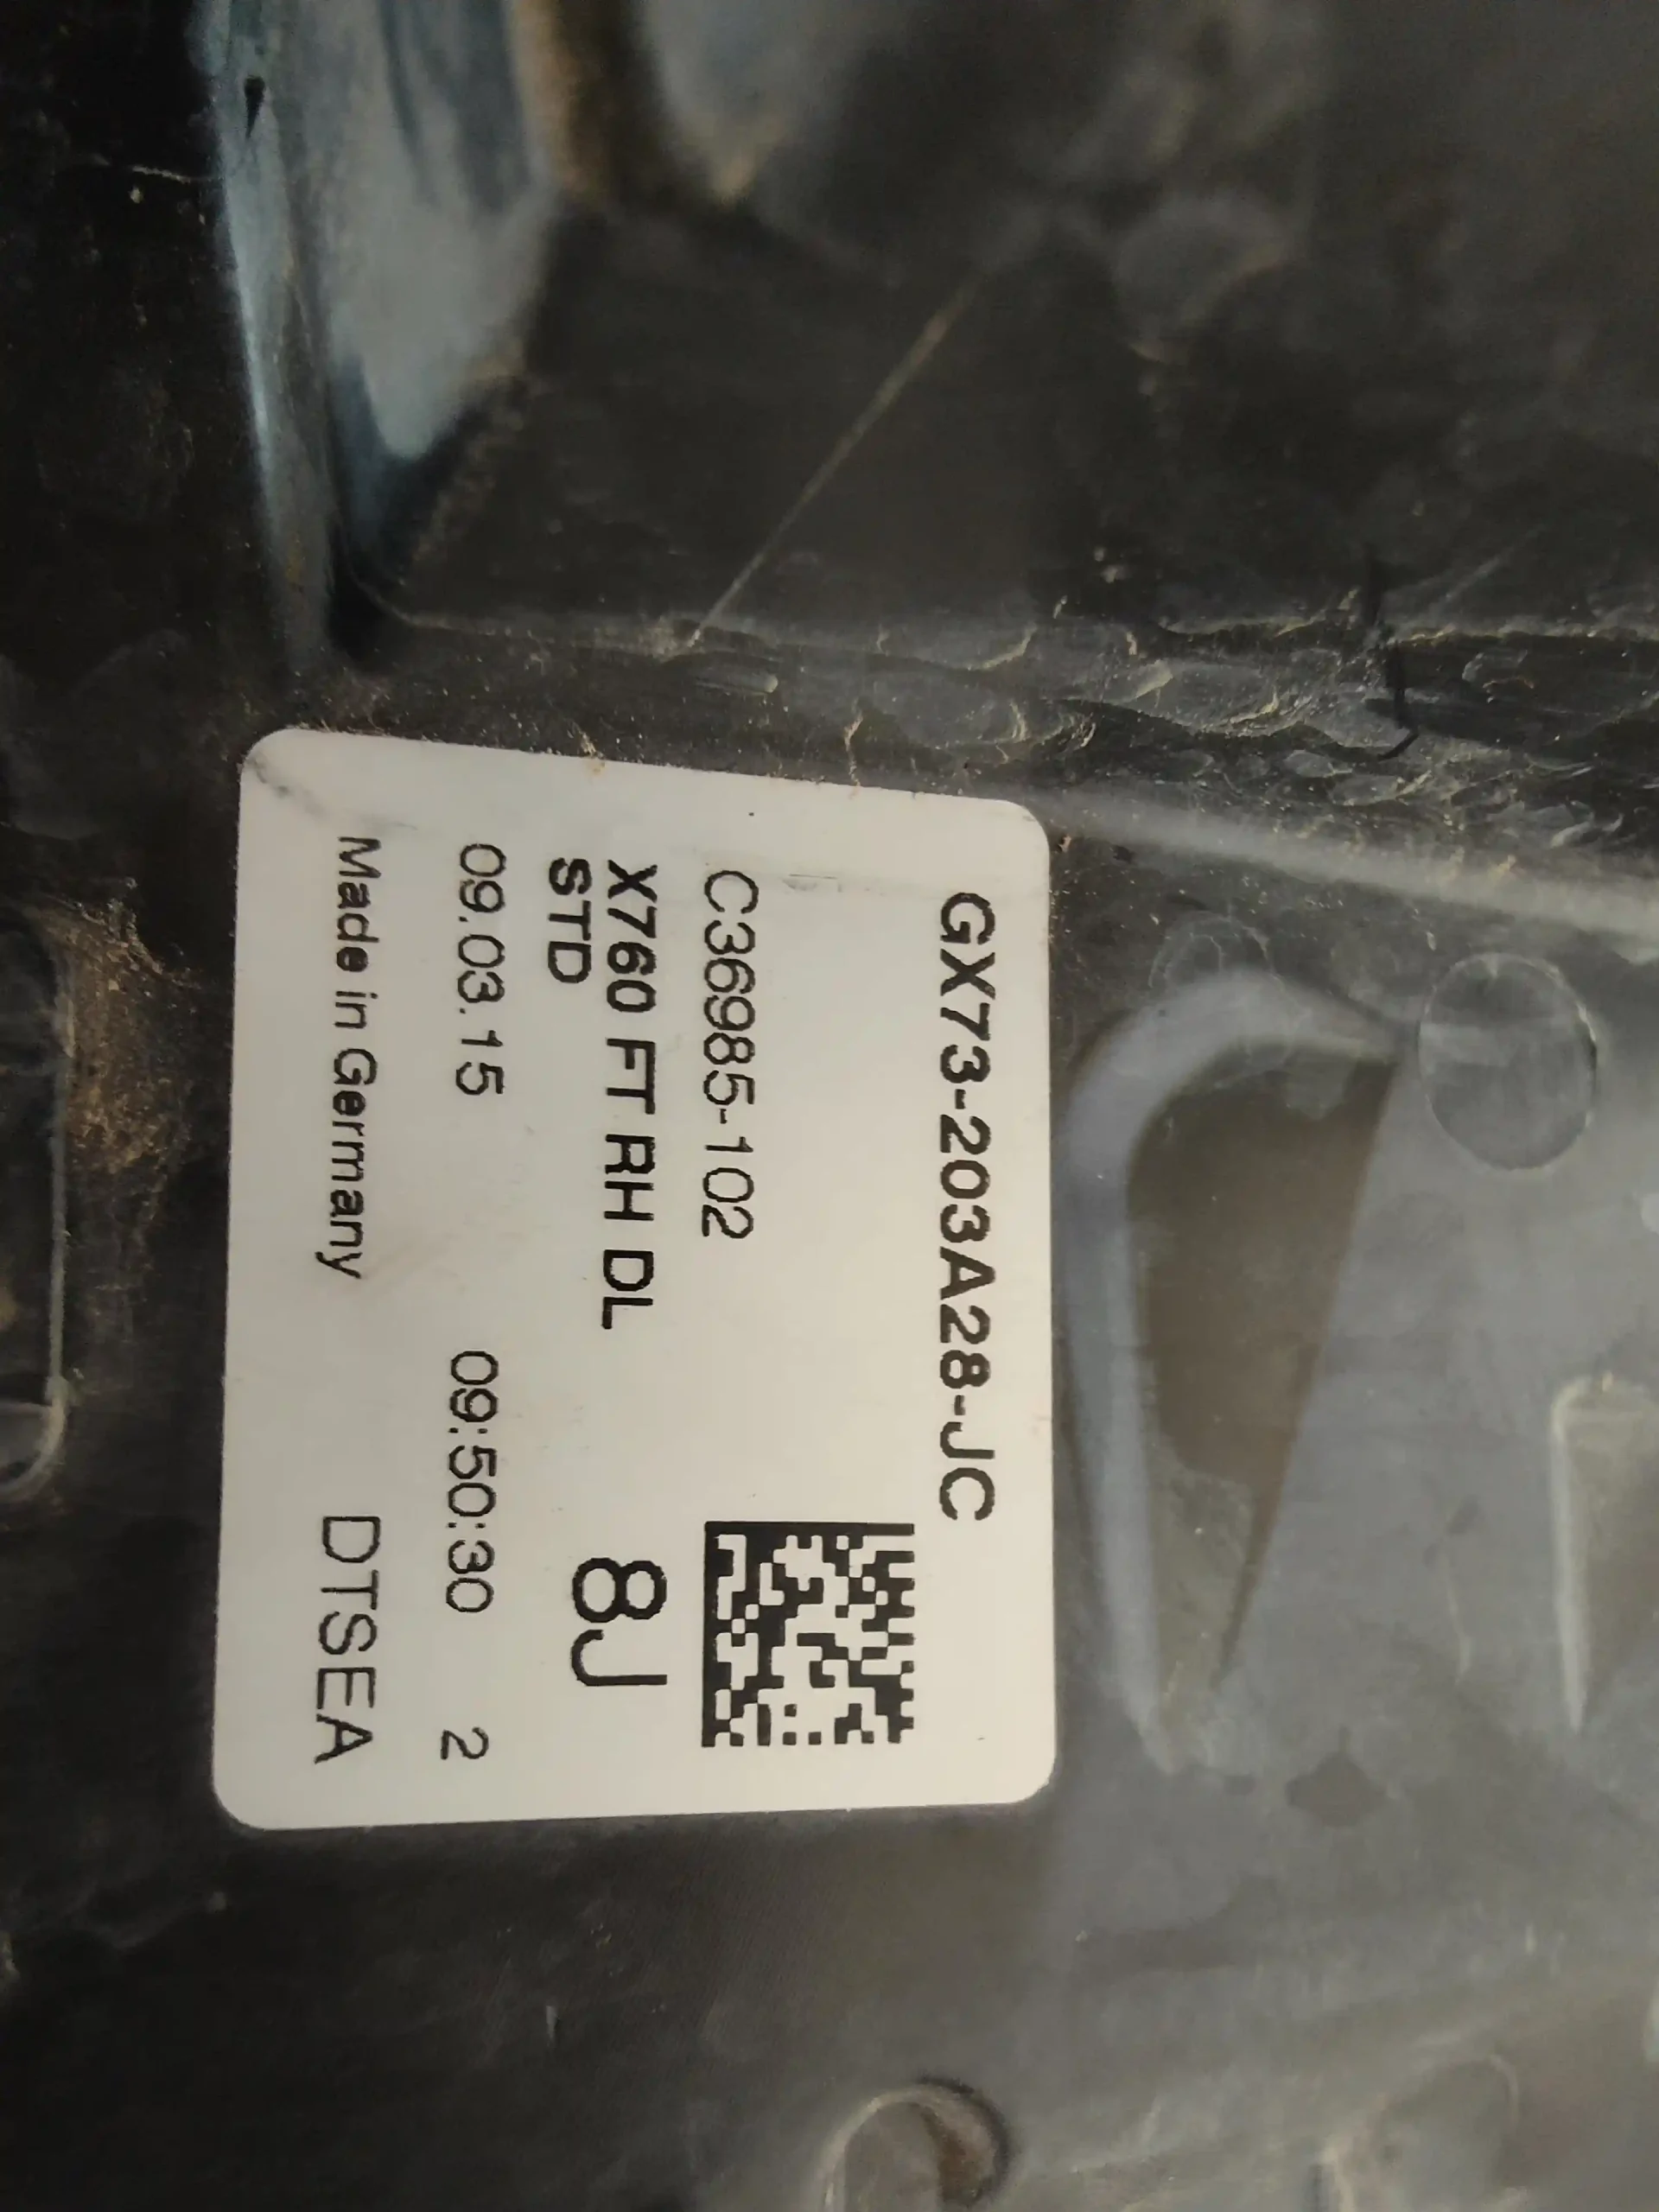 GX73-203A28-JC
C36985-102
X760 FT RH DL
STD
8J
09.03.15 09:50:30 2
Made in Germany DTSEA